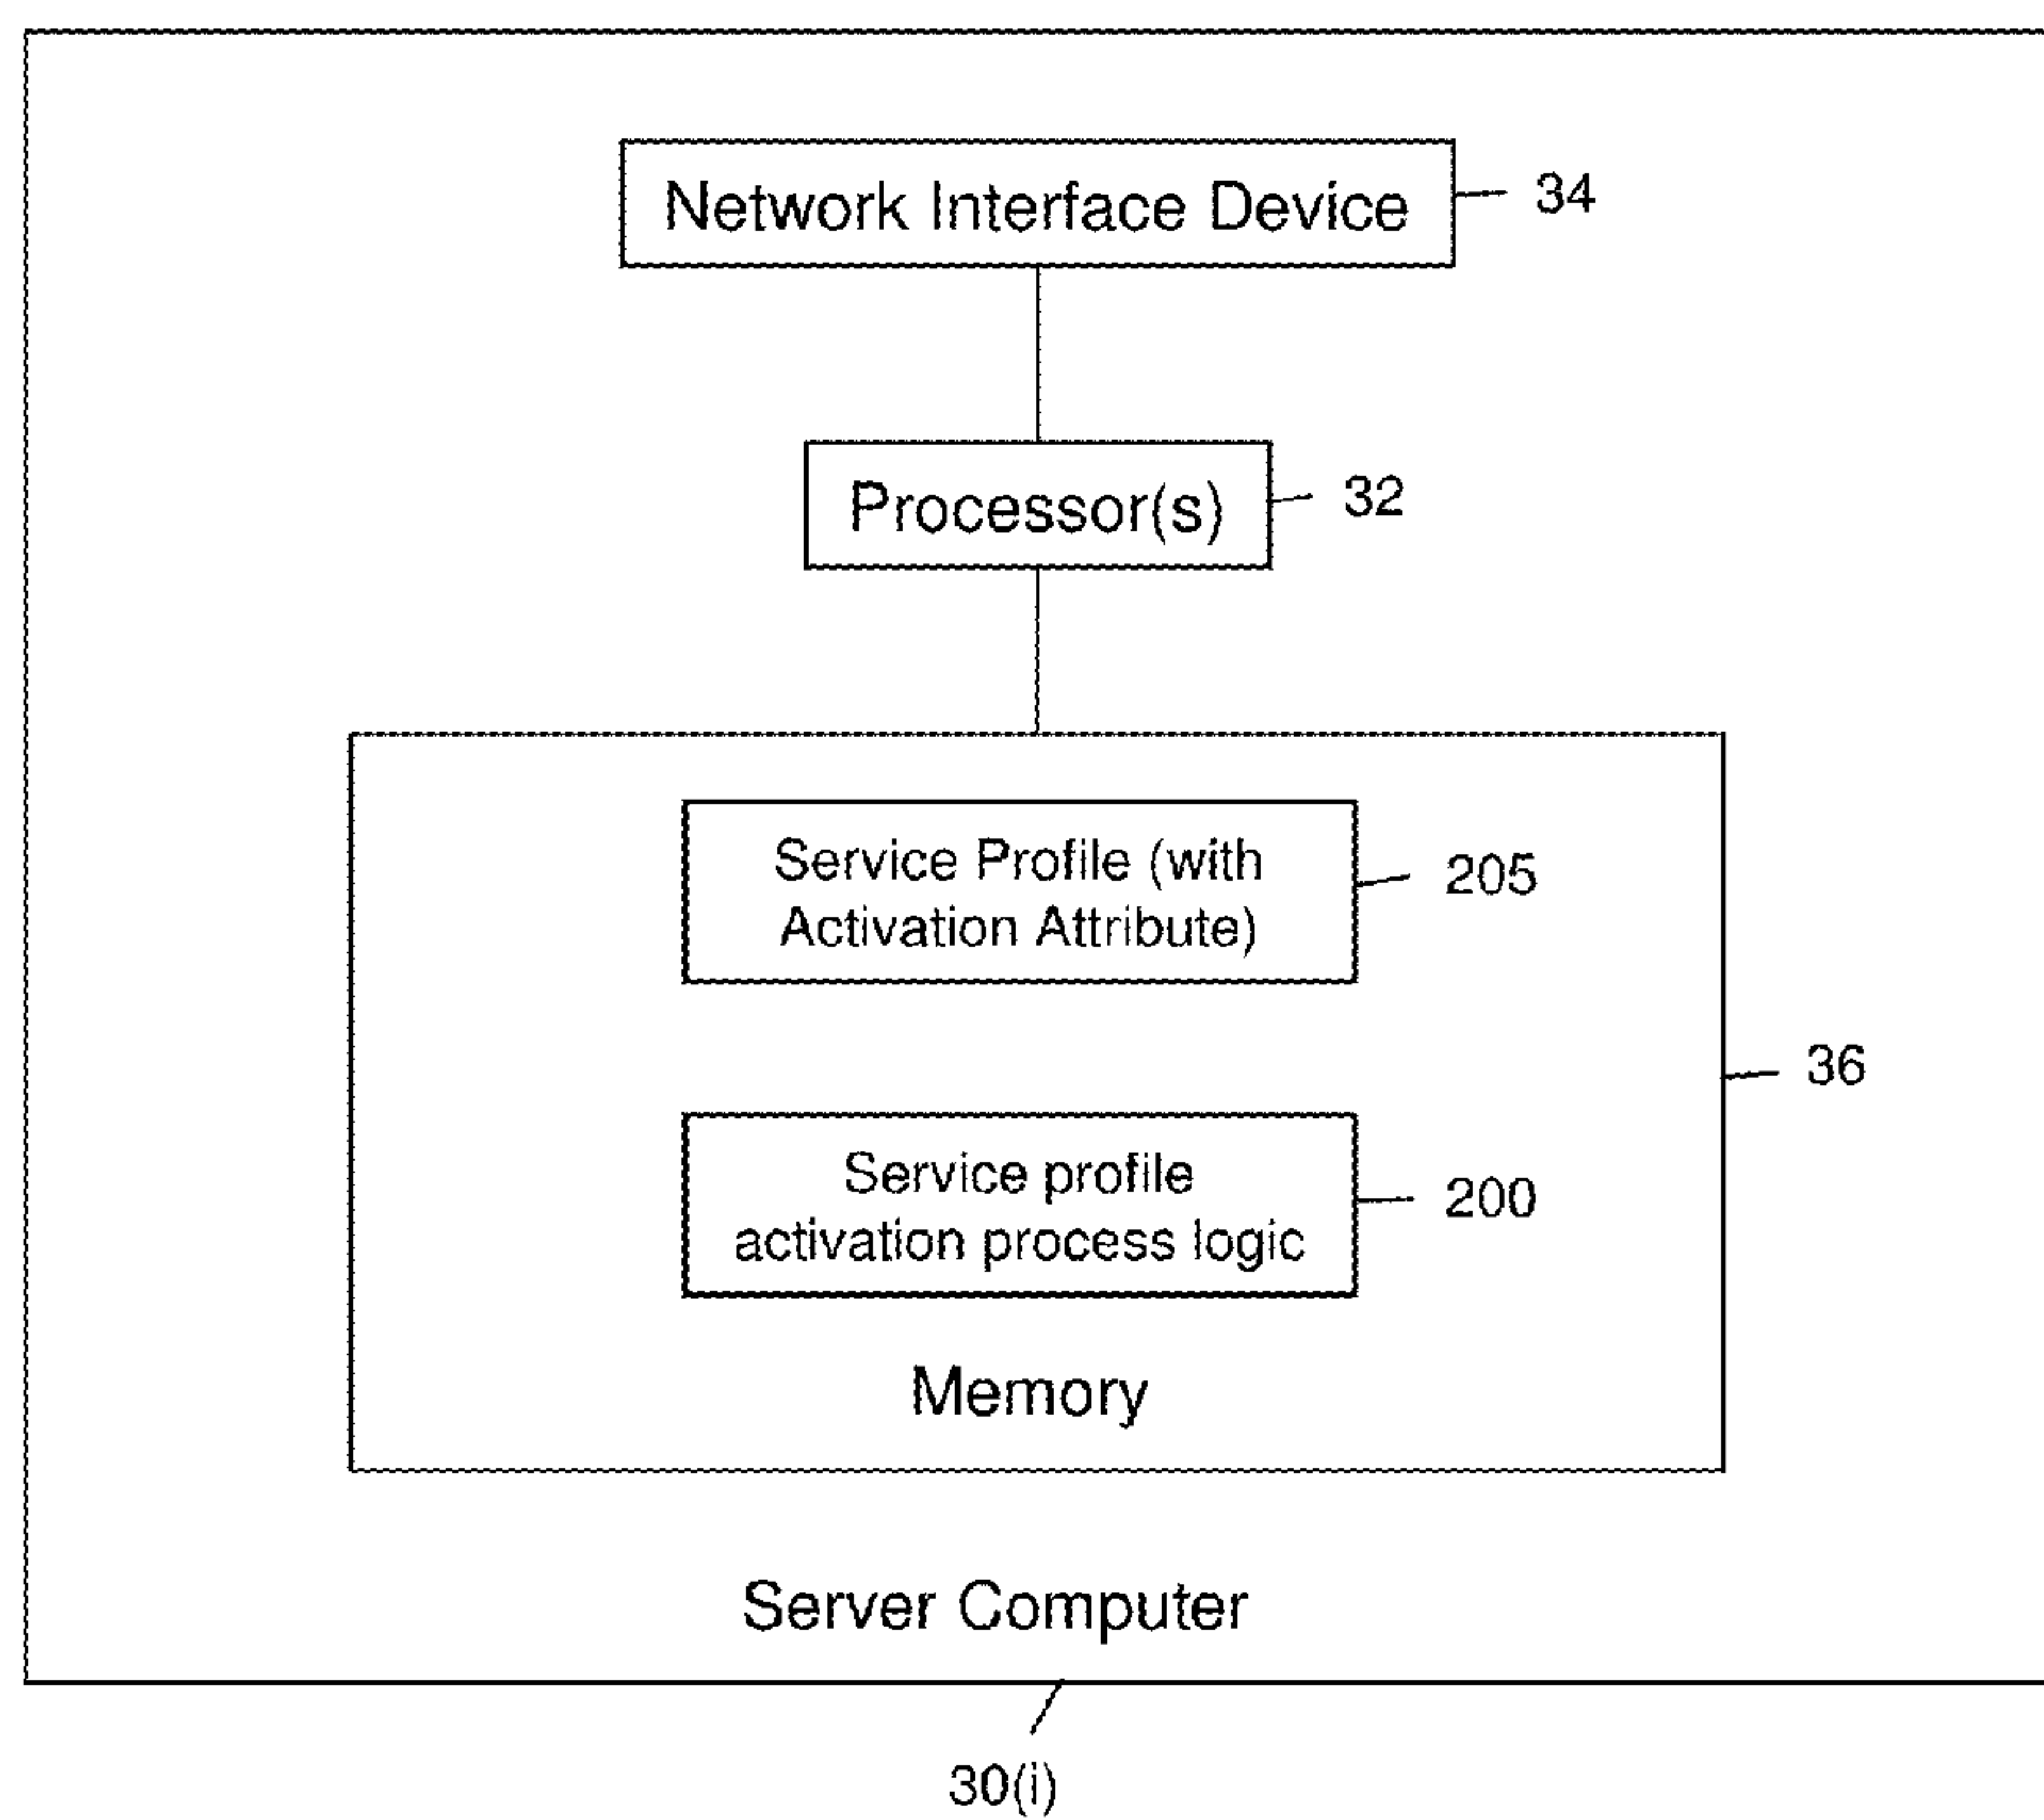 Network Interface Device
34
Processor(s)
32
Service Profile (with
Activation Attribute)
205
36
Service profile
activation process logic
200
Memory
Server Computer
30(i)